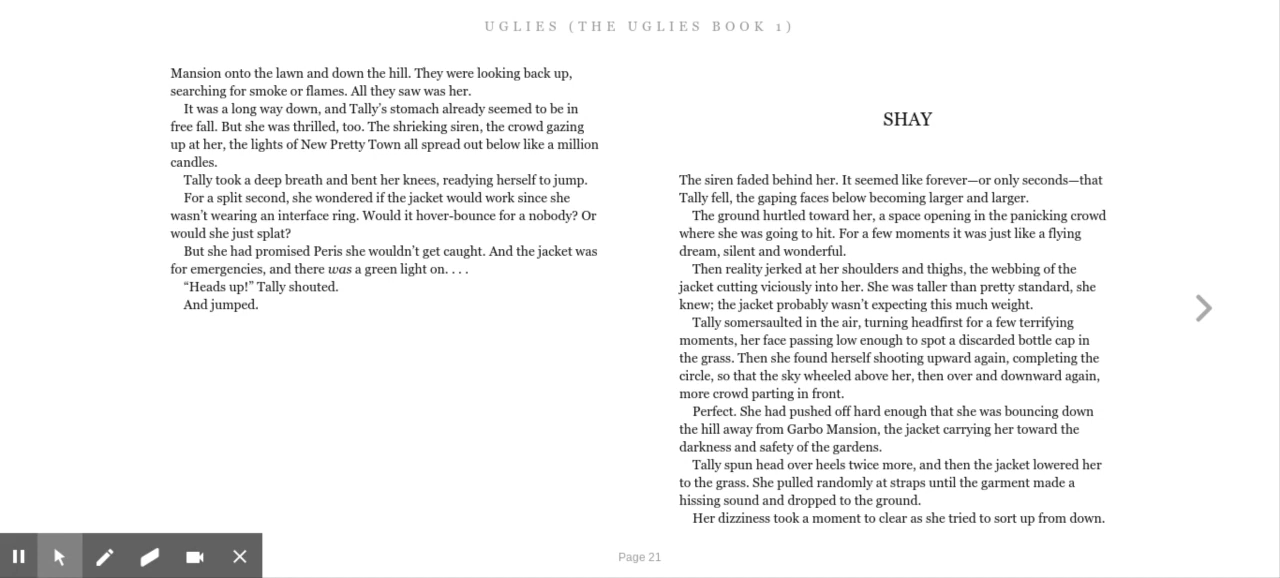 UGLIES (THE UGLIES BOOK 1)
Mansion onto the lawn and down the hill. They were looking back up,
searching for smoke or flames. All they saw was her.
It was a long way down, and Tally’s stomach already seemed to be in
free fall. But she was thrilled, too. The shrieking siren, the crowd gazing
up at her, the lights of New Pretty Town all spread out below like a million
candles.
Tally took a deep breath and bent her knees, readying herself to jump.
For a split second, she wondered if the jacket would work since she
wasn’t wearing an interface ring. Would it hover-bounce for a nobody? Or
would she just splat?
But she had promised Peris she wouldn’t get caught. And the jacket was
for emergencies, and there was a green light on. . . .
“Heads up!” Tally shouted.
And jumped.
SHAY
The siren faded behind her. It seemed like forever—or only seconds—that
Tally fell, the gaping faces below becoming larger and larger.
The ground hurtled toward her, a space opening in the panicking crowd
where she was going to hit. For a few moments it was just like a flying
dream, silent and wonderful.
Then reality jerked at her shoulders and thighs, the webbing of the
jacket cutting viciously into her. She was taller than pretty standard, she
knew; the jacket probably wasn’t expecting this much weight.
Tally somersaulted in the air, turning headfirst for a few terrifying
moments, her face passing low enough to spot a discarded bottle cap in
the grass. Then she found herself shooting upward again, completing the
circle, so that the sky wheeled above her, then over and downward again,
more crowd parting in front.
Perfect. She had pushed off hard enough that she was bouncing down
the hill away from Garbo Mansion, the jacket carrying her toward the
darkness and safety of the gardens.
Tally spun head over heels twice more, and then the jacket lowered her
to the grass. She pulled randomly at straps until the garment made a
hissing sound and dropped to the ground.
Her dizziness took a moment to clear as she tried to sort up from down.
Page 21